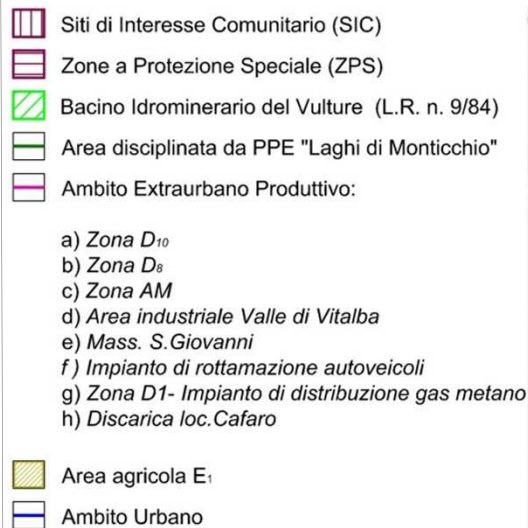 Siti di Interesse Comunitario (SIC)
Zone a Protezione Speciale (ZPS)
Bacino Idrominerario del Vulture (L.R. n. 9/84)
Area disciplinata da PPE "Laghi di Monticchio"
Ambito Extraurbano Produttivo:
a) Zona D10
b) Zona D8
c) Zona AM
d) Area industriale Valle di Vitalba
e) Mass. S.Giovanni
f ) Impianto di rottamazione autoveicoli
g) Zona D1- Impianto di distribuzione gas metano
h) Discarica loc.Cafaro
Area agricola E1
Ambito Urbano